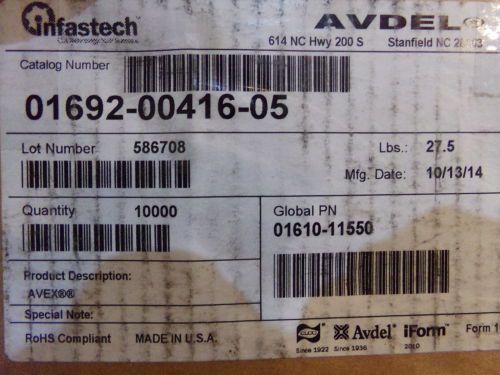 infastech AVDEL®
614 NC Hwy 200 S Stanfield NC
Catalog Number
01692-00416-05
Lot Number 586708
Lbs.: 27.5
Mfg. Date: 10/13/14
Quantity 10000
Global PN
01610-11550
Product Description:
AVEX®®
Special Note:
RoHS Compliant MADE IN U.S.A.
Avdel® iForm™ Form 1
Since 1922 Since 1936 2010